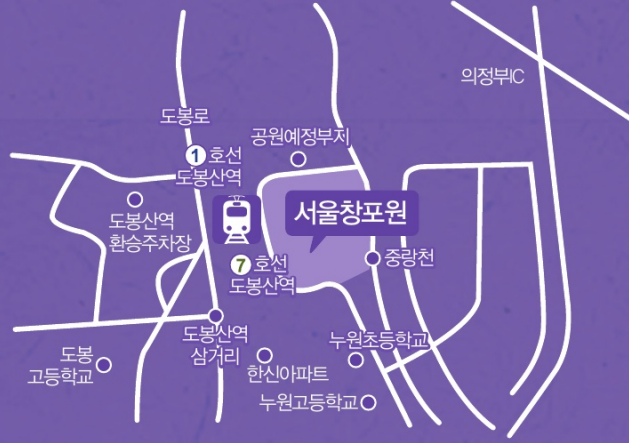 의정부IC
도봉로
공원예정부지
1 호선
도봉산역
서울창포원
도봉산역
환승주차장
중랑천
7 호선
도봉산역
도봉산역
삼거리
누원초등학교
도봉
고등학교
한신아파트
누원고등학교